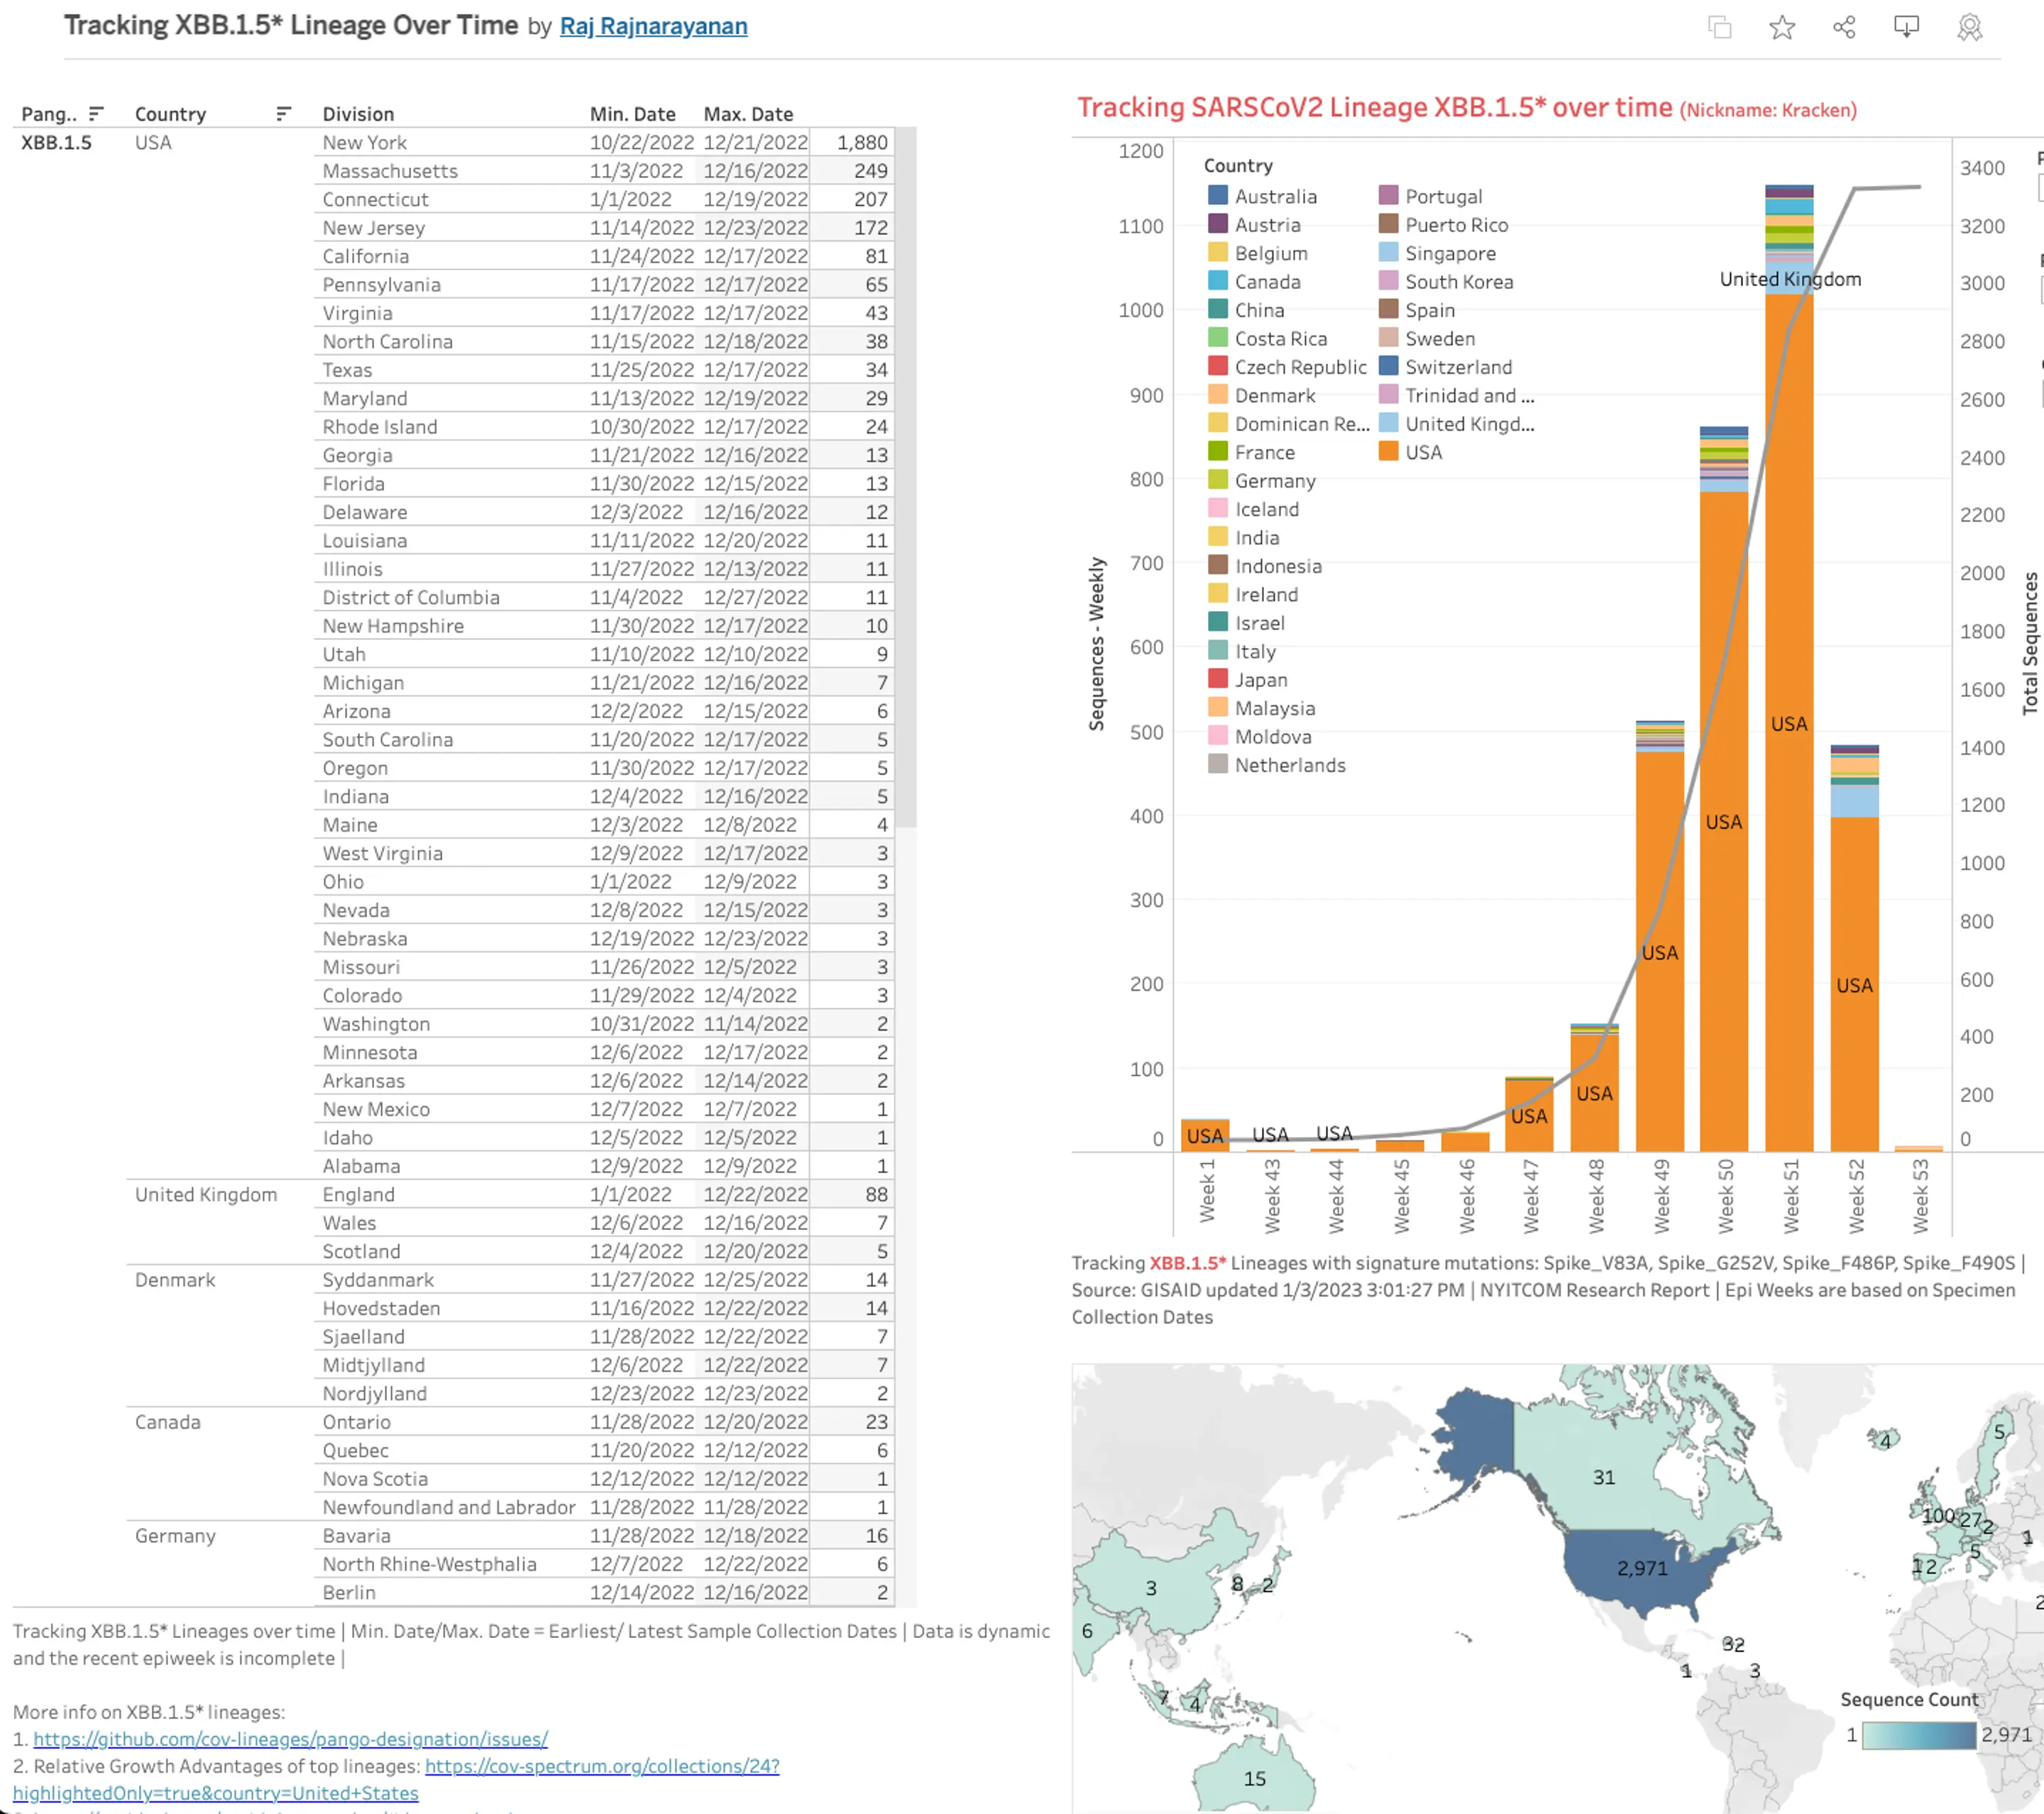 Tracking XBB.1.5* Lineage Over Time by Raj Rajnarayanan
Pang.. Country Division Min. Date Max. Date
XBB.1.5 USA New York 10/22/2022 12/21/2022 1,880
Massachusetts 11/3/2022 12/16/2022 249
Connecticut 1/1/2022 12/19/2022 207
New Jersey 11/14/2022 12/23/2022 172
California 11/24/2022 12/17/2022 81
Pennsylvania 11/17/2022 12/17/2022 65
Virginia 11/17/2022 12/17/2022 43
North Carolina 11/15/2022 12/18/2022 38
Texas 11/25/2022 12/17/2022 34
Maryland 11/13/2022 12/19/2022 29
Rhode Island 10/30/2022 12/17/2022 24
Georgia 11/21/2022 12/16/2022 13
Florida 11/30/2022 12/15/2022 13
Delaware 12/3/2022 12/16/2022 12
Louisiana 11/11/2022 12/20/2022 11
Illinois 11/27/2022 12/13/2022 11
District of Columbia 11/4/2022 12/27/2022 11
New Hampshire 11/30/2022 12/17/2022 10
Utah 11/10/2022 12/10/2022 9
Michigan 11/21/2022 12/16/2022 7
Arizona 12/2/2022 12/15/2022 6
South Carolina 11/20/2022 12/17/2022 5
Oregon 11/30/2022 12/17/2022 5
Indiana 12/4/2022 12/16/2022 5
Maine 12/3/2022 12/8/2022 4
West Virginia 12/9/2022 12/17/2022 3
Ohio 1/1/2022 12/9/2022 3
Nevada 12/8/2022 12/15/2022 3
Nebraska 12/19/2022 12/23/2022 3
Missouri 11/26/2022 12/5/2022 3
Colorado 11/29/2022 12/4/2022 3
Washington 10/31/2022 11/14/2022 2
Minnesota 12/6/2022 12/17/2022 2
Arkansas 12/6/2022 12/14/2022 2
New Mexico 12/7/2022 12/7/2022 1
Idaho 12/5/2022 12/5/2022 1
Alabama 12/9/2022 12/9/2022 1
United Kingdom England 1/1/2022 12/22/2022 88
Wales 12/6/2022 12/16/2022 7
Scotland 12/4/2022 12/20/2022 5
Denmark Syddanmark 11/27/2022 12/25/2022 14
Hovedstaden 11/16/2022 12/22/2022 14
Sjaelland 11/28/2022 12/22/2022 7
Midtjylland 12/6/2022 12/22/2022 7
Nordjylland 12/23/2022 12/23/2022 2
Canada Ontario 11/28/2022 12/20/2022 23
Quebec 11/20/2022 12/12/2022 6
Nova Scotia 12/12/2022 12/12/2022 1
Newfoundland and Labrador 11/28/2022 11/28/2022 1
Germany Bavaria 11/28/2022 12/18/2022 16
North Rhine-Westphalia 12/7/2022 12/22/2022 6
Berlin 12/14/2022 12/16/2022 2
Tracking XBB.1.5* Lineages over time | Min. Date/Max. Date = Earliest/ Latest Sample Collection Dates | Data is dynamic
and the recent epiweek is incomplete |
More info on XBB.1.5* lineages:
1. https://github.com/cov-lineages/pango-designation/issues/
2. Relative Growth Advantages of top lineages: https://cov-spectrum.org/collections/24?
highlightedOnly=true&country=United+States
Tracking SARSCoV2 Lineage XBB.1.5* over time (Nickname: Kracken)
Sequences - Weekly
1200
1100
1000
900
800
700
600
500
400
300
200
100
0
Country
Australia
Austria
Belgium
Canada
China
Costa Rica
Czech Republic
Denmark
Dominican Re...
France
Germany
Iceland
India
Indonesia
Ireland
Israel
Italy
Japan
Malaysia
Moldova
Netherlands
Portugal
Puerto Rico
Singapore
South Korea
Spain
Sweden
Switzerland
Trinidad and ...
United Kingd...
USA
United Kingdom
USA
USA
USA
USA
USA
USA
USA
USA
USA
3400
3200
3000
2800
2600
2400
2200
2000
1800
1600
1400
1200
1000
800
600
400
200
0
Total Sequences
Week 1
Week 43
Week 44
Week 45
Week 46
Week 47
Week 48
Week 49
Week 50
Week 51
Week 52
Week 53
Tracking XBB.1.5* Lineages with signature mutations: Spike_V83A, Spike_G252V, Spike_F486P, Spike_F490S |
Source: GISAID updated 1/3/2023 3:01:27 PM | NYITCOM Research Report | Epi Weeks are based on Specimen
Collection Dates
5
4
31
100
27
2
1
5
12
2,971
3
8
2
2
6
32
1
3
7
4
15
Sequence Count
1 2,971